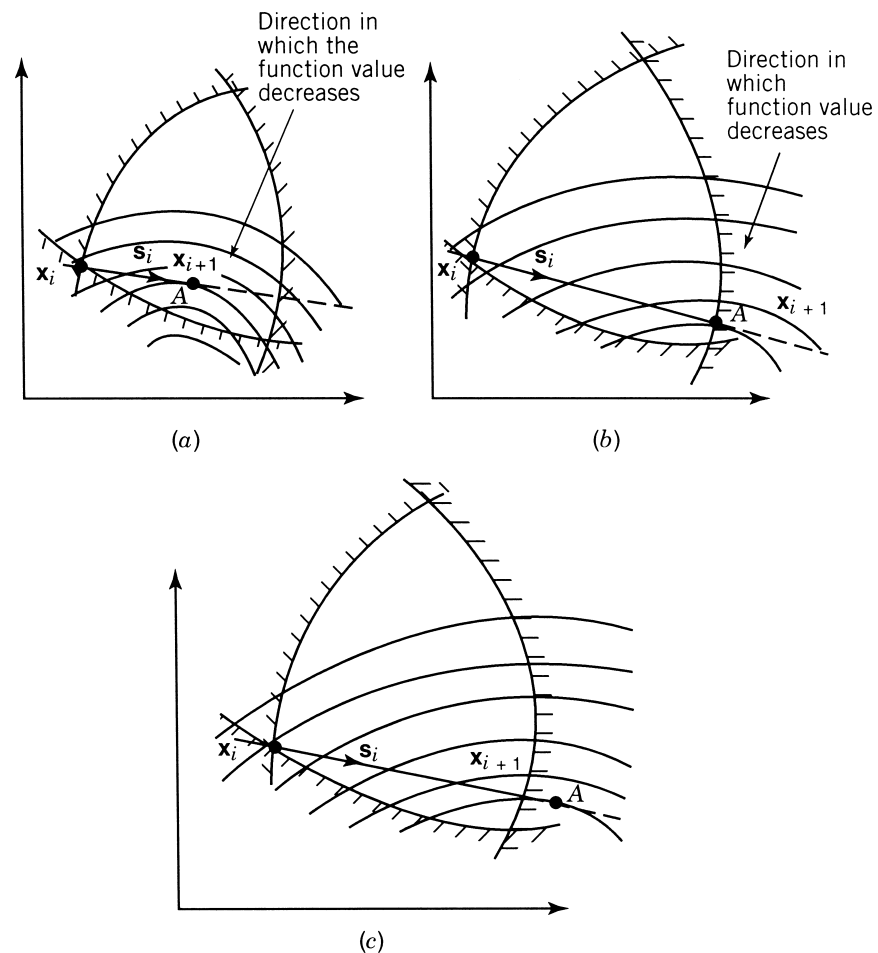 Direction in
which the
function value
decreases
s_i
x_{i+1}
x_i
A
(a)
Direction in
which
function value
decreases
s_i
x_i
x_{i + 1}
A
(b)
x_i
s_i
x_{i + 1}
A
(c)